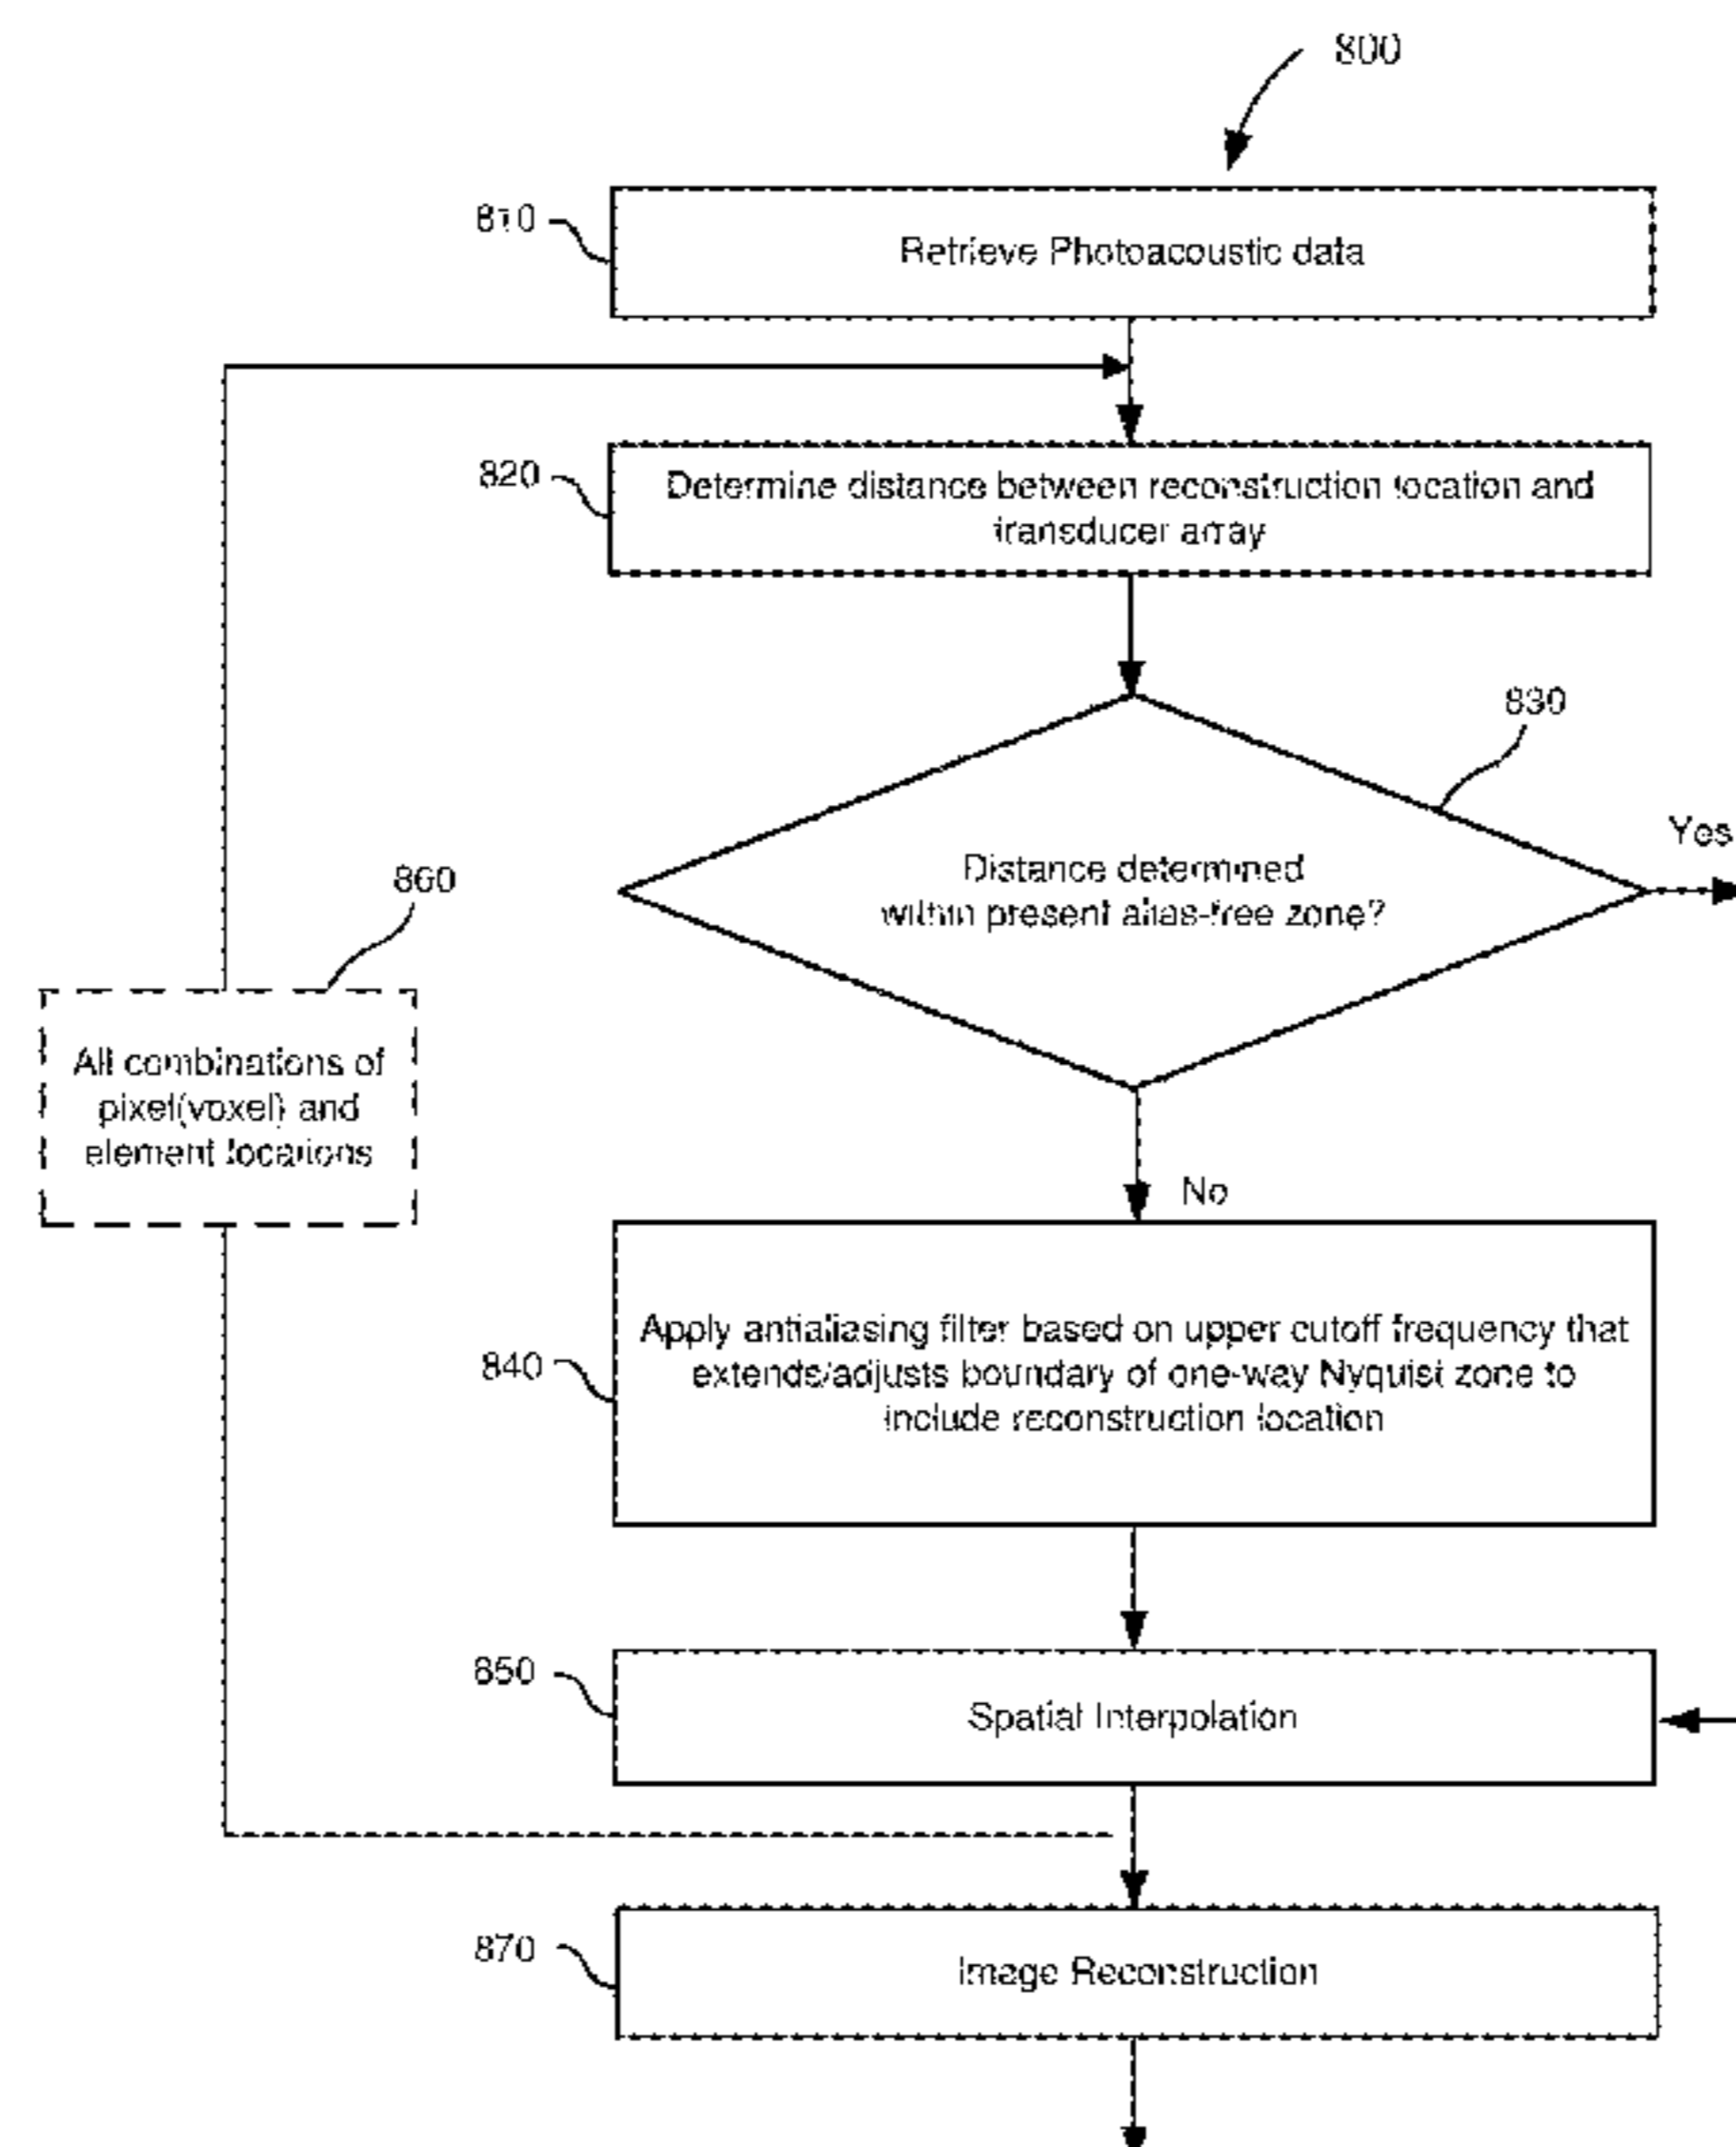 800
810
Retrieve Photoacoustic data
820
Determine distance between reconstruction location and
transducer array
830
Yes
Distance determined
within present alias-free zone?
860
All combinations of
pixel(voxel) and
element locations
No
840
Apply antialiasing filter based on upper cutoff frequency that
extends/adjusts boundary of one-way Nyquist zone to
include reconstruction location
850
Spatial Interpolation
870
Image Reconstruction